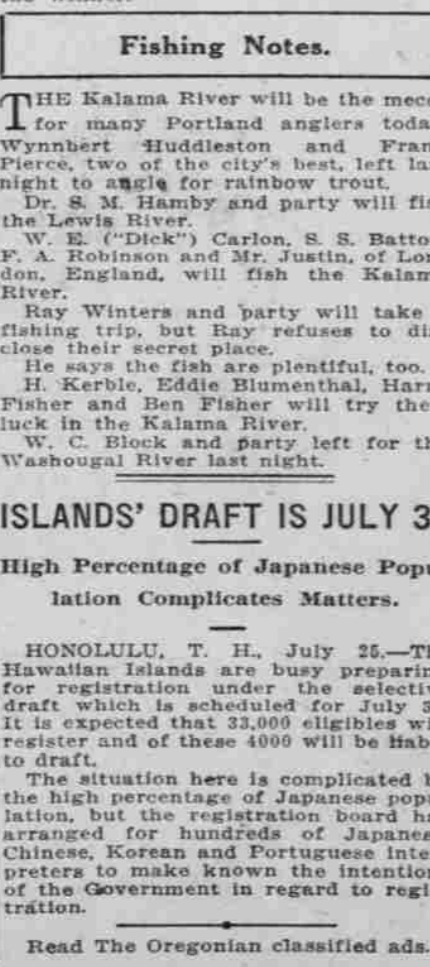 Fishing Notes.
THE Kalama River will be the mecc
for many Portland anglers toda
Wynnbert Huddleston and Fran
Pierce, two of the city's best, left la
night to angle for rainbow trout.
Dr. S. M. Hamby and party will fis
the Lewis River.
W. E. ("Dick") Carlon, S. S. Batto
F. A. Robinson and Mr. Justin, of Lon
don, England, will fish the Kalam
River.
Ray Winters and party will take
fishing trip, but Ray refuses to dis
close their secret place.
He says the fish are plentiful, too.
H. Kerble, Eddie Blumenthal, Harr
Fisher and Ben Fisher will try the
luck in the Kalama River.
W. C. Block and party left for th
Washougal River last night.
ISLANDS' DRAFT IS JULY 3
High Percentage of Japanese Popu
lation Complicates Matters.
HONOLULU, T. H., July 25.—Th
Hawaiian Islands are busy preparin
for registration under the selectiv
draft which is scheduled for July 3
It is expected that 33,000 eligibles wi
register and of these 4000 will be liab
to draft.
The situation here is complicated b
the high percentage of Japanese popu
lation, but the registration board ha
arranged for hundreds of Japanes
Chinese, Korean and Portuguese inte
preters to make known the intention
of the Government in regard to regi
tration.
Read The Oregonian classified ads.